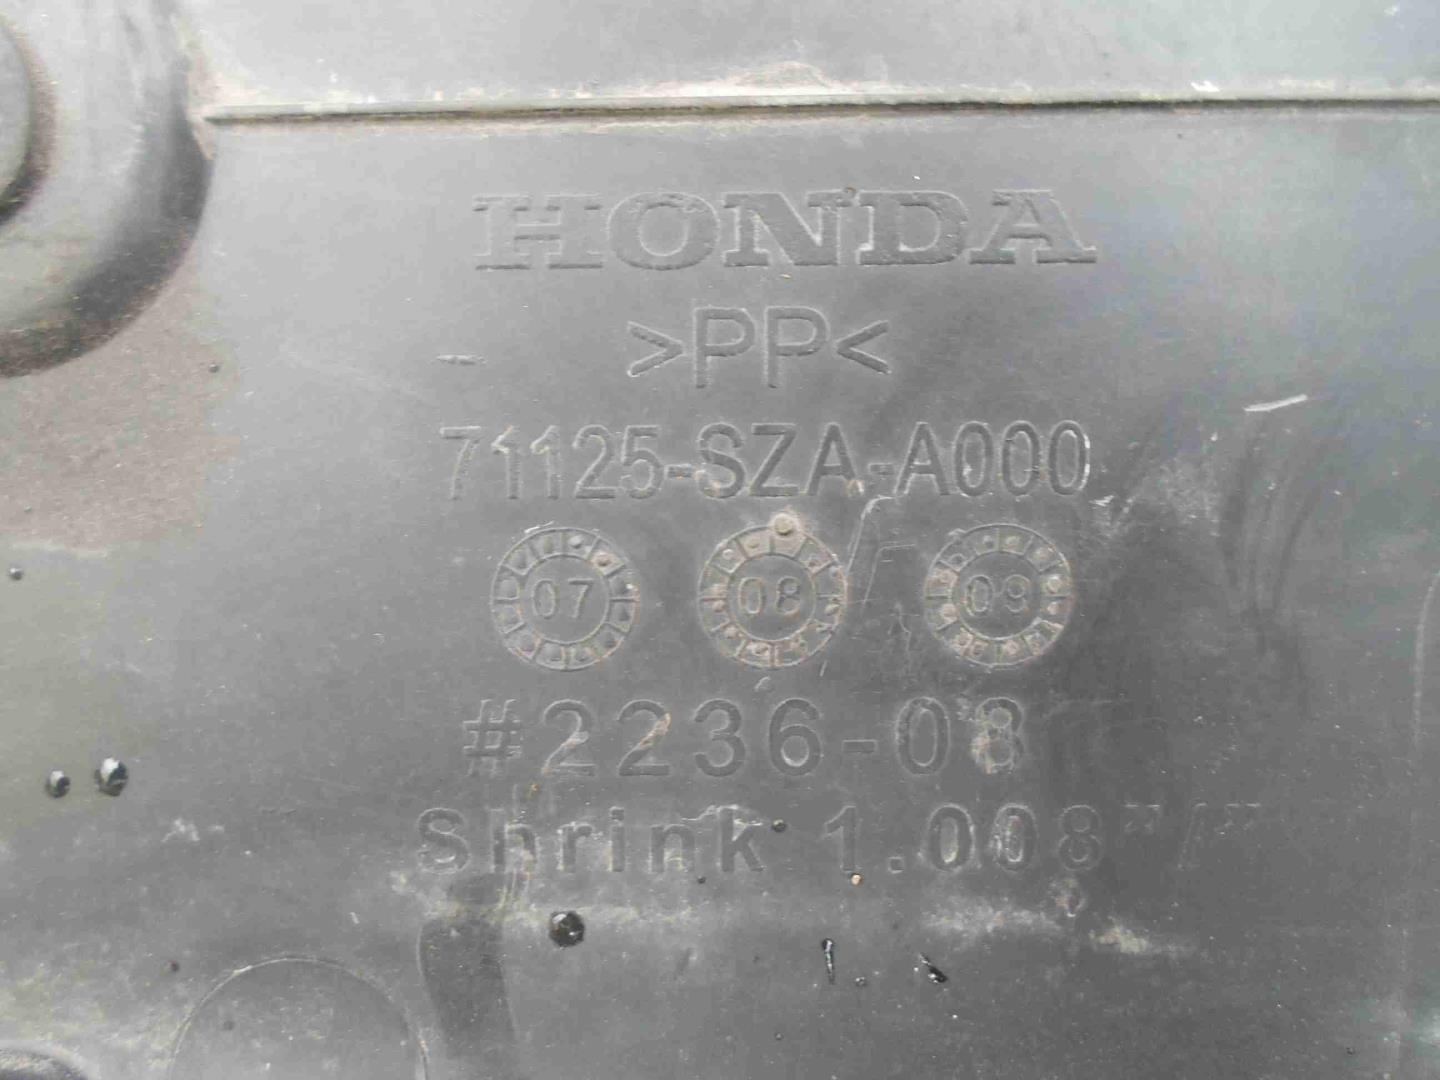 HONDA
>PP<
71125-SZA-A000
07 08 09
#2236-08
Shrink 1.008"/"